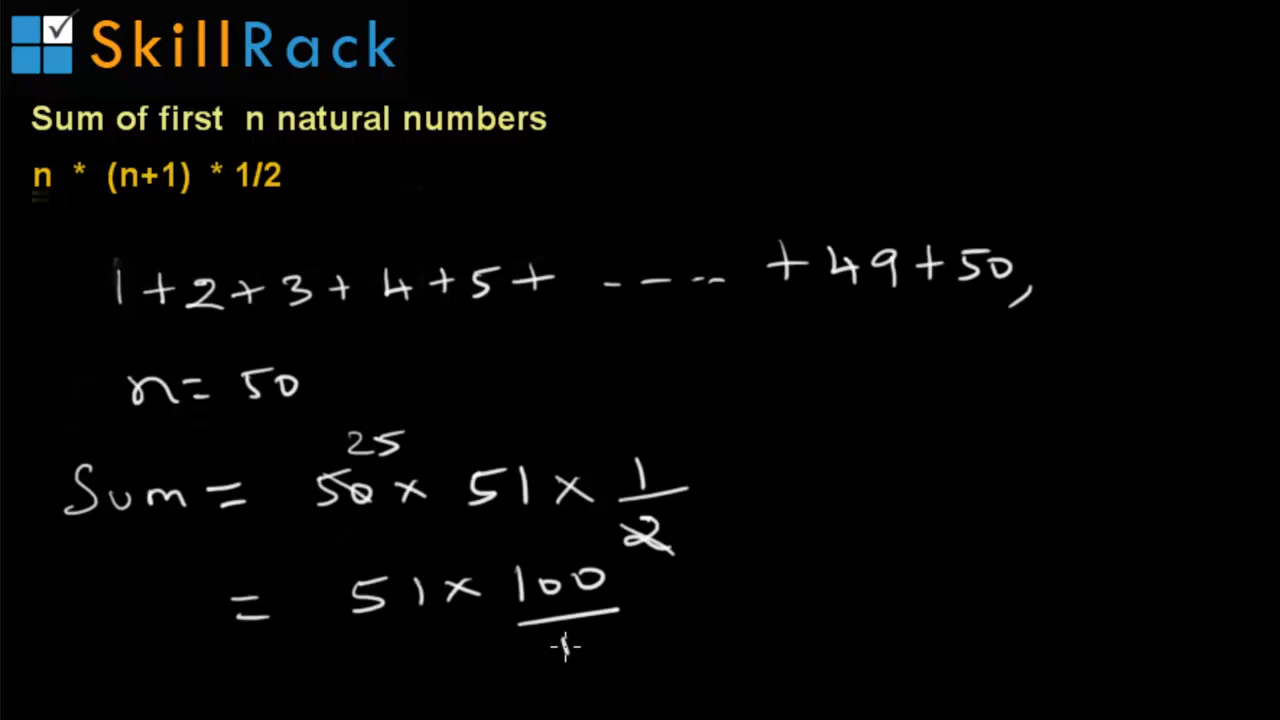 SkillRack
Sum of first n natural numbers
n * (n+1) * 1/2
1+2+3+4+5+ ----- +49+50,
n= 50
25
Sum = 50 x 51 x 1/2
= 51 x 100